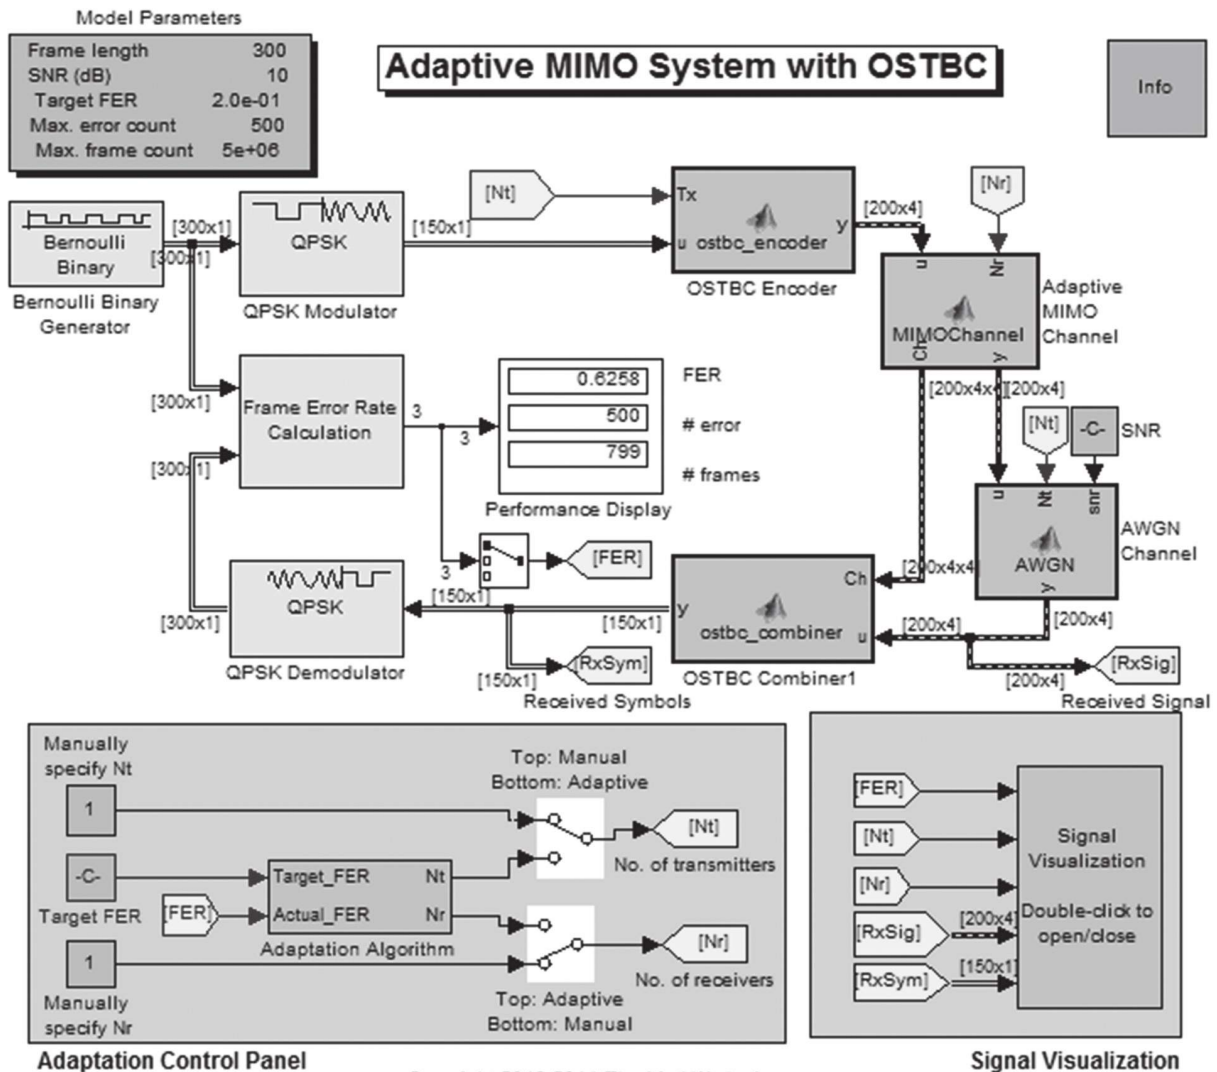 Model Parameters
Frame length 300
SNR (dB) 10
Target FER 2.0e-01
Max. error count 500
Max. frame count 5e+06
Adaptive MIMO System with OSTBC
Info
Bernoulli
Binary
Bernoulli Binary
Generator
[300x1]
[300x1]
QPSK
QPSK Modulator
[150x1]
[Nt]
Tx
u
ostbc_encoder
y
OSTBC Encoder
[200x4]
[Nr]
u
Nr
MIMOChannel
Ch
y
Adaptive
MIMO
Channel
[300x1]
[300x1]
Frame Error Rate
Calculation
3
3
0.6258
500
799
FER
# error
# frames
Performance Display
[200x4x4]
[200x4]
[Nt]
-C-
SNR
u
Nt
snr
AWGN
y
AWGN
Channel
3
[FER]
[300x1]
QPSK
QPSK Demodulator
[150x1]
[150x1]
[150x1]
[RxSym]
Received Symbols
Ch
y
ostbc_combiner
u
OSTBC Combiner1
[200x4x4]
[200x4]
[200x4]
[200x4]
[RxSig]
Received Signal
Manually
specify Nt
1
-C-
Target FER
[FER]
Target_FER
Nt
Actual_FER
Nr
Adaptation Algorithm
1
Manually
specify Nr
Top: Manual
Bottom: Adaptive
[Nt]
No. of transmitters
[Nr]
No. of receivers
Top: Adaptive
Bottom: Manual
Adaptation Control Panel
[FER]
[Nt]
[Nr]
[RxSig]
[200x4]
[RxSym]
[150x1]
Signal
Visualization
Double-click to
open/close
Signal Visualization